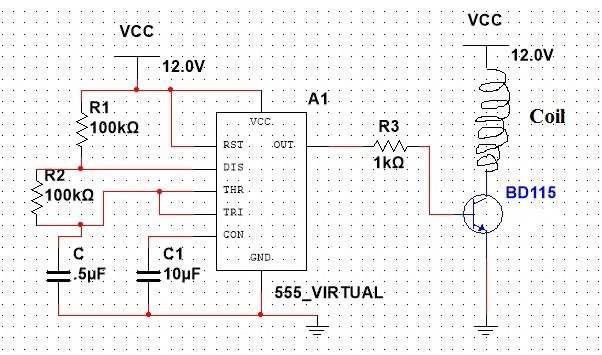 VCC
12.0V
VCC
12.0V
A1
R1
100kΩ
VCC
R3
1kΩ
Coil
RST
OUT
DIS
R2
100kΩ
THR
BD115
TRI
CON
C
.5µF
C1
10µF
GND
555_VIRTUAL